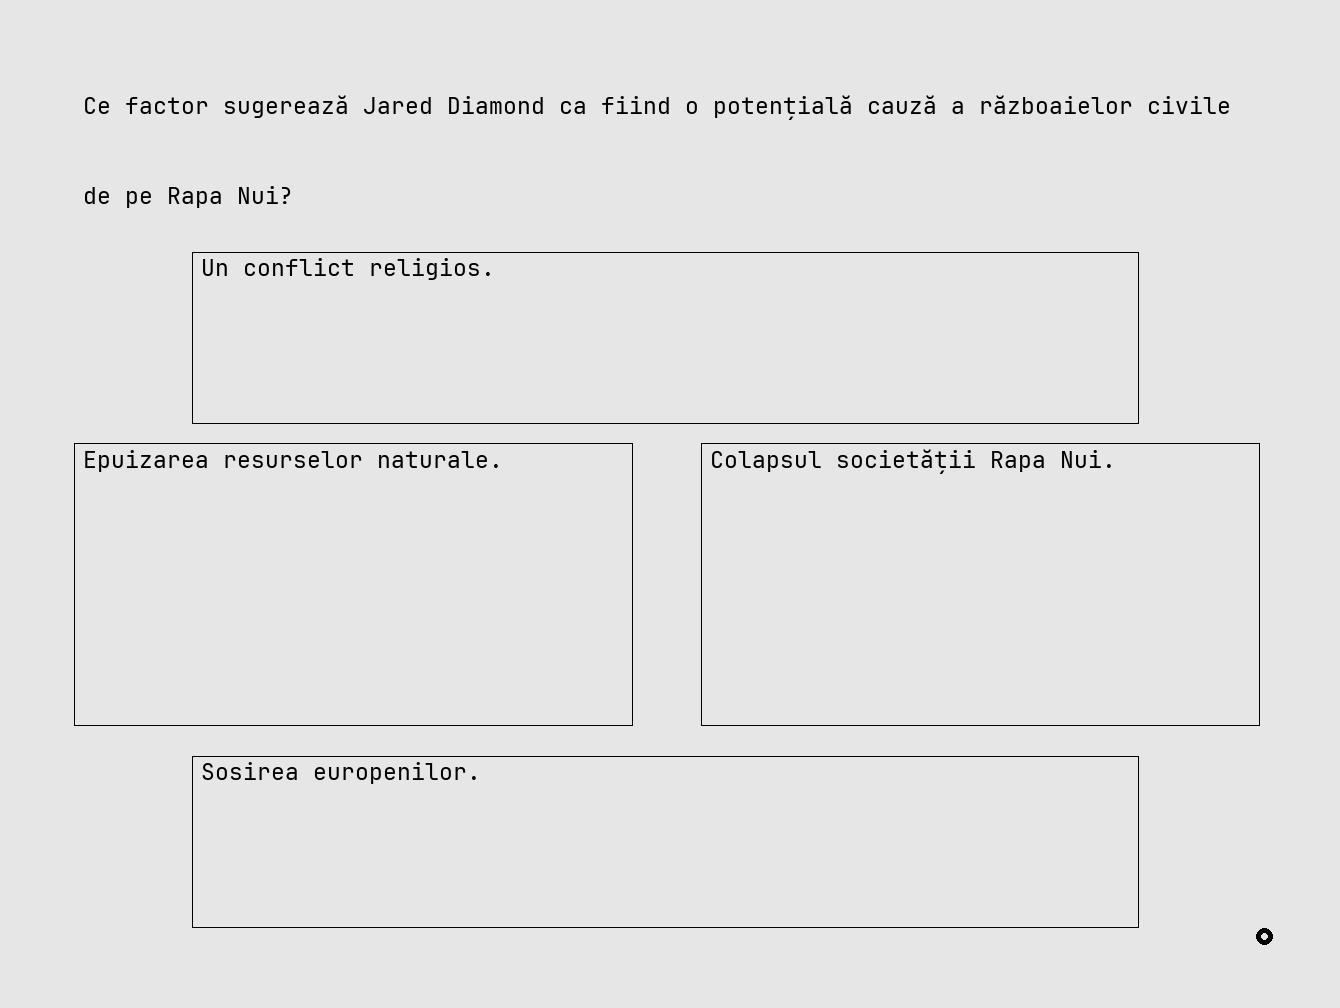 Ce factor sugerează Jared Diamond ca fiind o potențială cauză a războaielor civile
de pe Rapa Nui?
Un conflict religios.
Epuizarea resurselor naturale.
Colapsul societății Rapa Nui.
Sosirea europenilor.